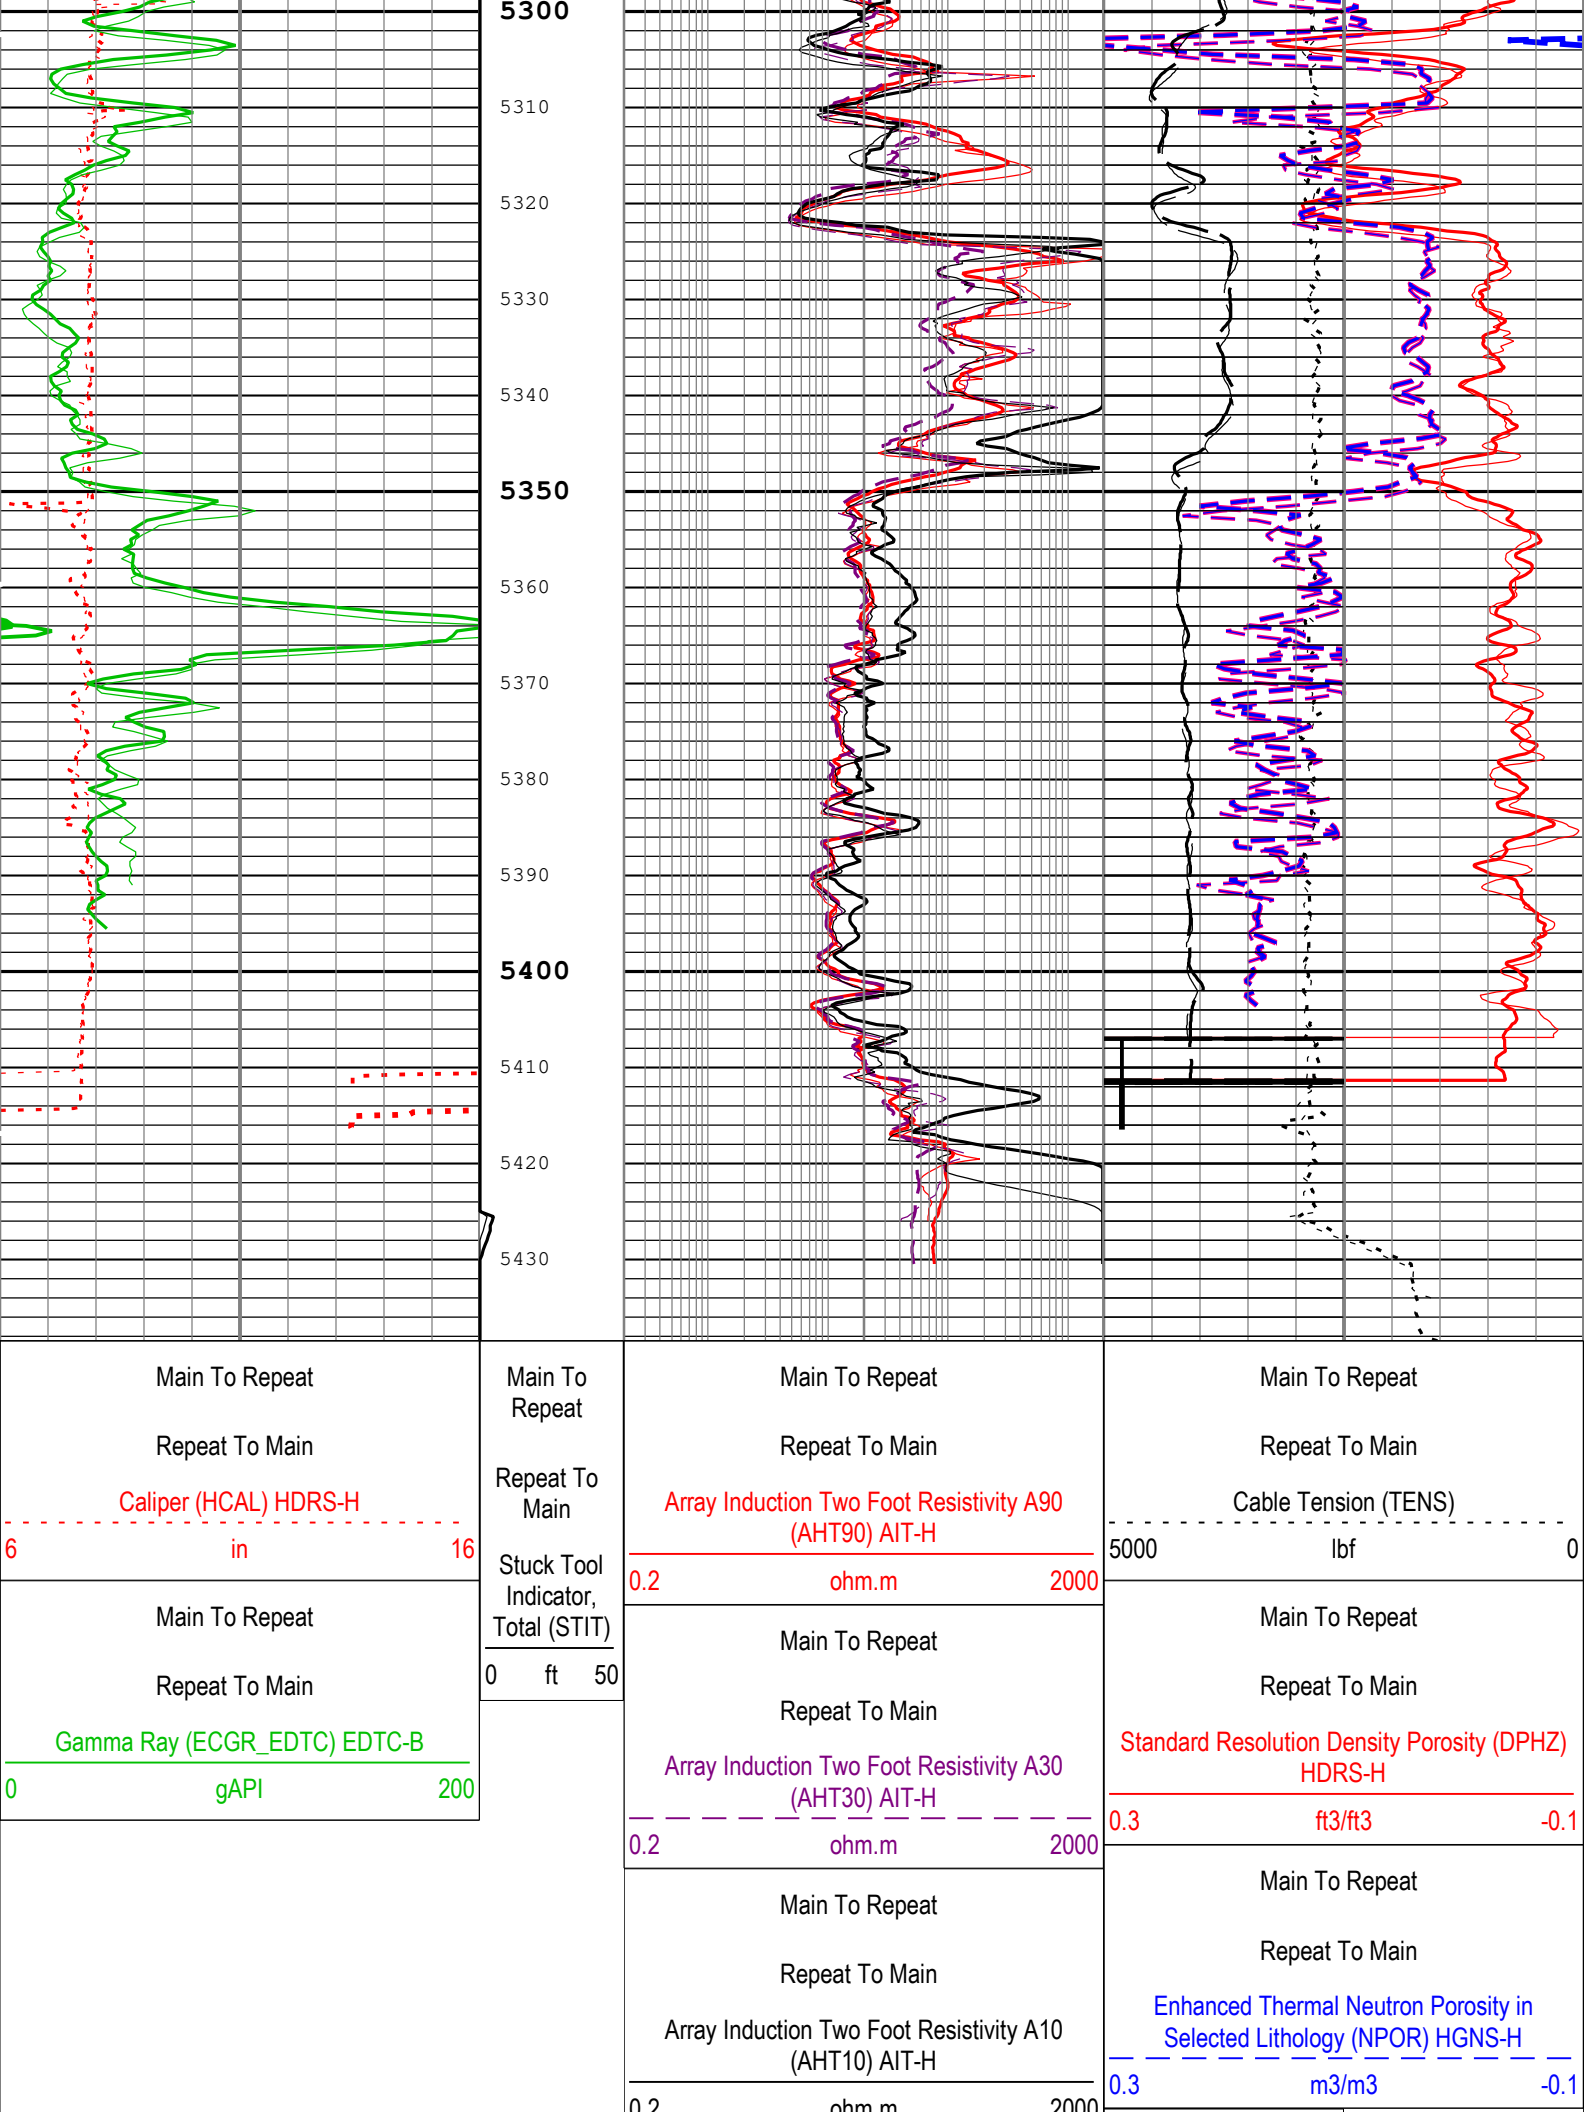 5300
5310
5320
5330
5340
5350
5360
5370
5380
5390
5400
5410
5420
5430
Main To Repeat
Repeat To Main
Caliper (HCAL) HDRS-H
6 in 16
Main To Repeat
Repeat To Main
Gamma Ray (ECGR_EDTC) EDTC-B
0 gAPI 200
Main To
Repeat
Repeat To
Main
Stuck Tool
Indicator,
Total (STIT)
0 ft 50
Main To Repeat
Repeat To Main
Array Induction Two Foot Resistivity A90
(AHT90) AIT-H
0.2 ohm.m 2000
Main To Repeat
Repeat To Main
Array Induction Two Foot Resistivity A30
(AHT30) AIT-H
0.2 ohm.m 2000
Main To Repeat
Repeat To Main
Array Induction Two Foot Resistivity A10
(AHT10) AIT-H
0.2 ohm.m 2000
Main To Repeat
Repeat To Main
Cable Tension (TENS)
5000 lbf 0
Main To Repeat
Repeat To Main
Standard Resolution Density Porosity (DPHZ)
HDRS-H
0.3 ft3/ft3 -0.1
Main To Repeat
Repeat To Main
Enhanced Thermal Neutron Porosity in
Selected Lithology (NPOR) HGNS-H
0.3 m3/m3 -0.1